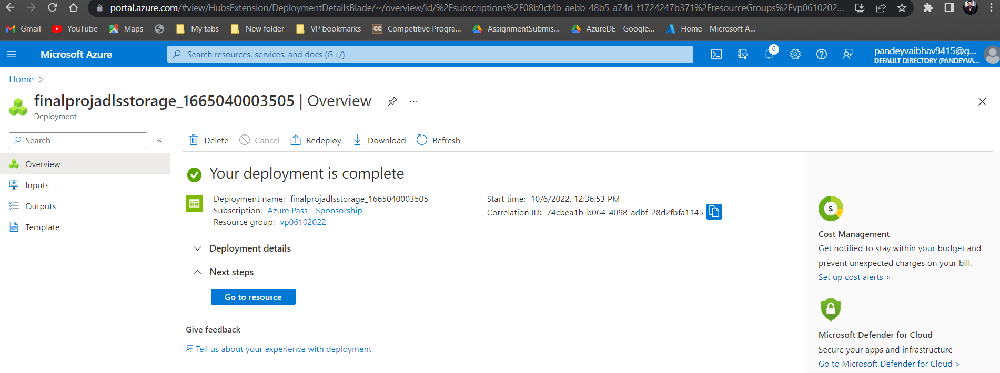 portal.azure.com/#view/HubsExtension/DeploymentDetailsBlade/~/overview/id/%2Fsubscriptions%2F08b9cf4b-aebb-48b5-a74d-f1724247b371%2FresourceGroups%2Fvp0610202...
Gmail YouTube Maps My tabs New folder VP bookmarks CC Competitive Progra... AssignmentSubmis... AzureDE - Google... Home - Microsoft A...
Microsoft Azure Search resources, services, and docs (G+/) 6 pandeyvaibhav9415@g...
DEFAULT DIRECTORY (PANDEYVA...
Home >
finalprojadlsstorage_1665040003505 | Overview ...
Deployment
Search «
Delete Cancel Redeploy Download Refresh
Overview
Inputs
Outputs
Template
Your deployment is complete
Deployment name: finalprojadlsstorage_1665040003505
Subscription: Azure Pass - Sponsorship
Resource group: vp06102022
Start time: 10/6/2022, 12:36:53 PM
Correlation ID: 74cbea1b-b064-4098-adbf-28d2fbfa1145
Deployment details
Next steps
Go to resource
Give feedback
Tell us about your experience with deployment
$
Cost Management
Get notified to stay within your budget and
prevent unexpected charges on your bill.
Set up cost alerts >
Microsoft Defender for Cloud
Secure your apps and infrastructure
Go to Microsoft Defender for Cloud >